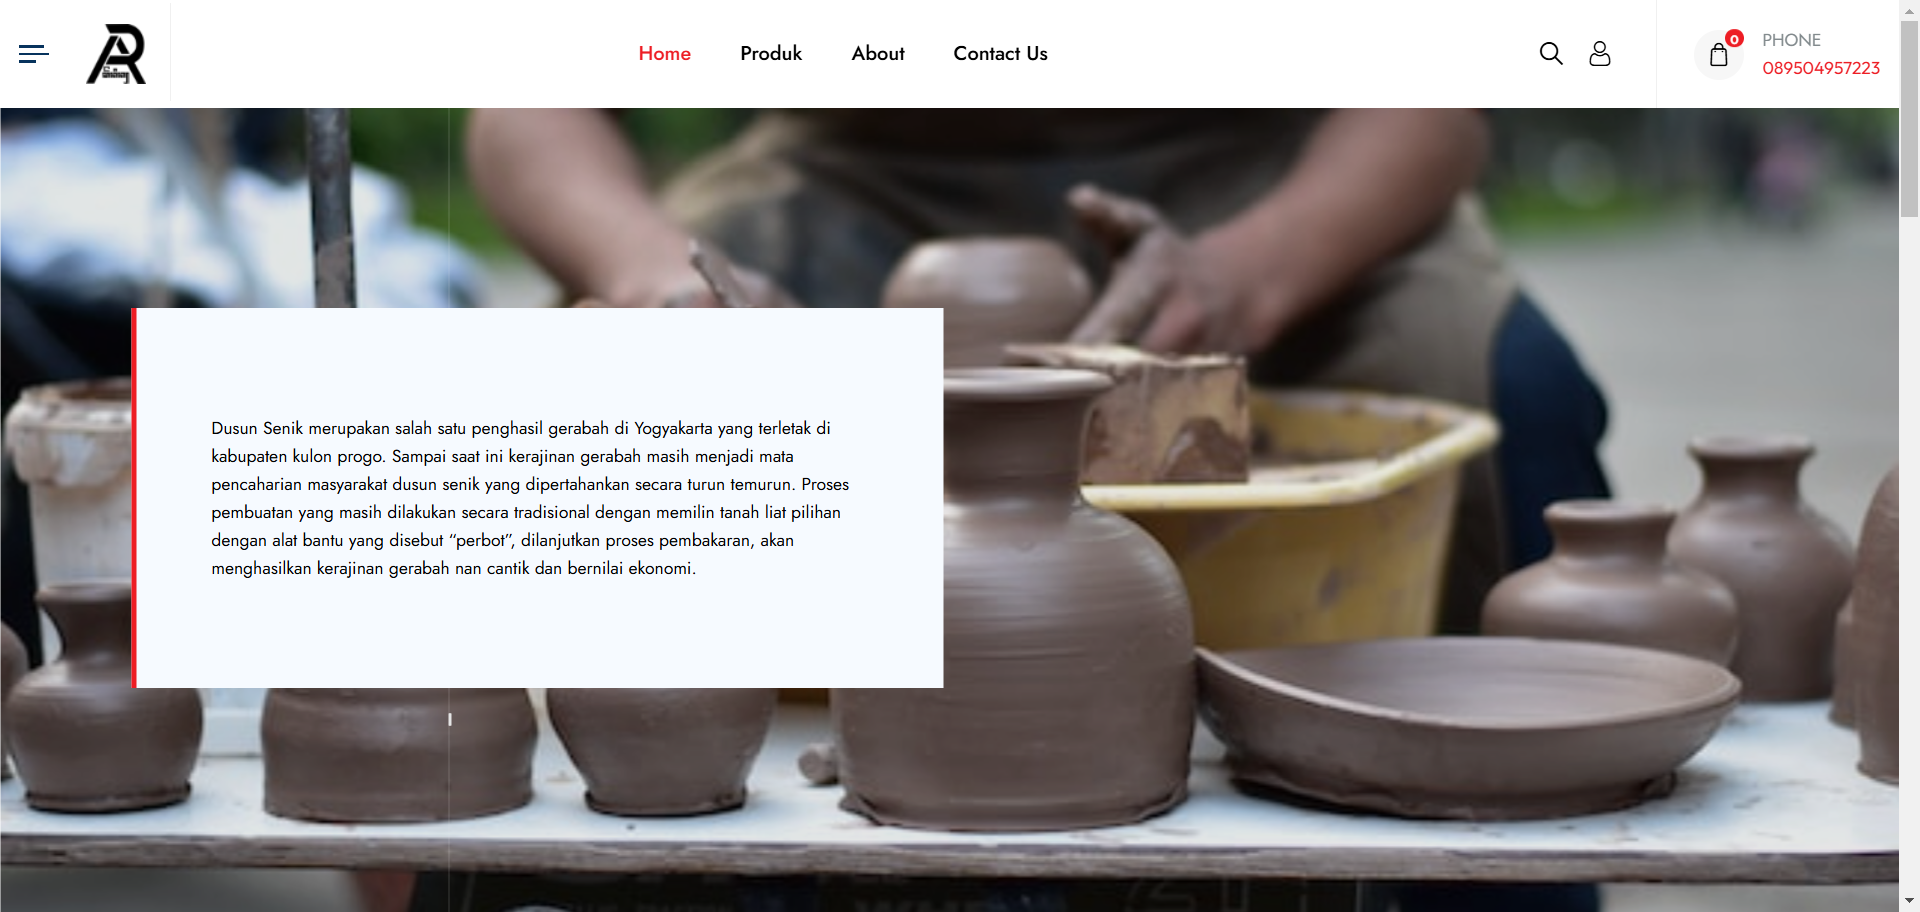 Home
Produk
About
Contact Us
0
PHONE
089504957223
Dusun Senik merupakan salah satu penghasil gerabah di Yogyakarta yang terletak di
kabupaten kulon progo. Sampai saat ini kerajinan gerabah masih menjadi mata
pencaharian masyarakat dusun senik yang dipertahankan secara turun temurun. Proses
pembuatan yang masih dilakukan secara tradisional dengan memilin tanah liat pilihan
dengan alat bantu yang disebut “perbot”, dilanjutkan proses pembakaran, akan
menghasilkan kerajinan gerabah nan cantik dan bernilai ekonomi.